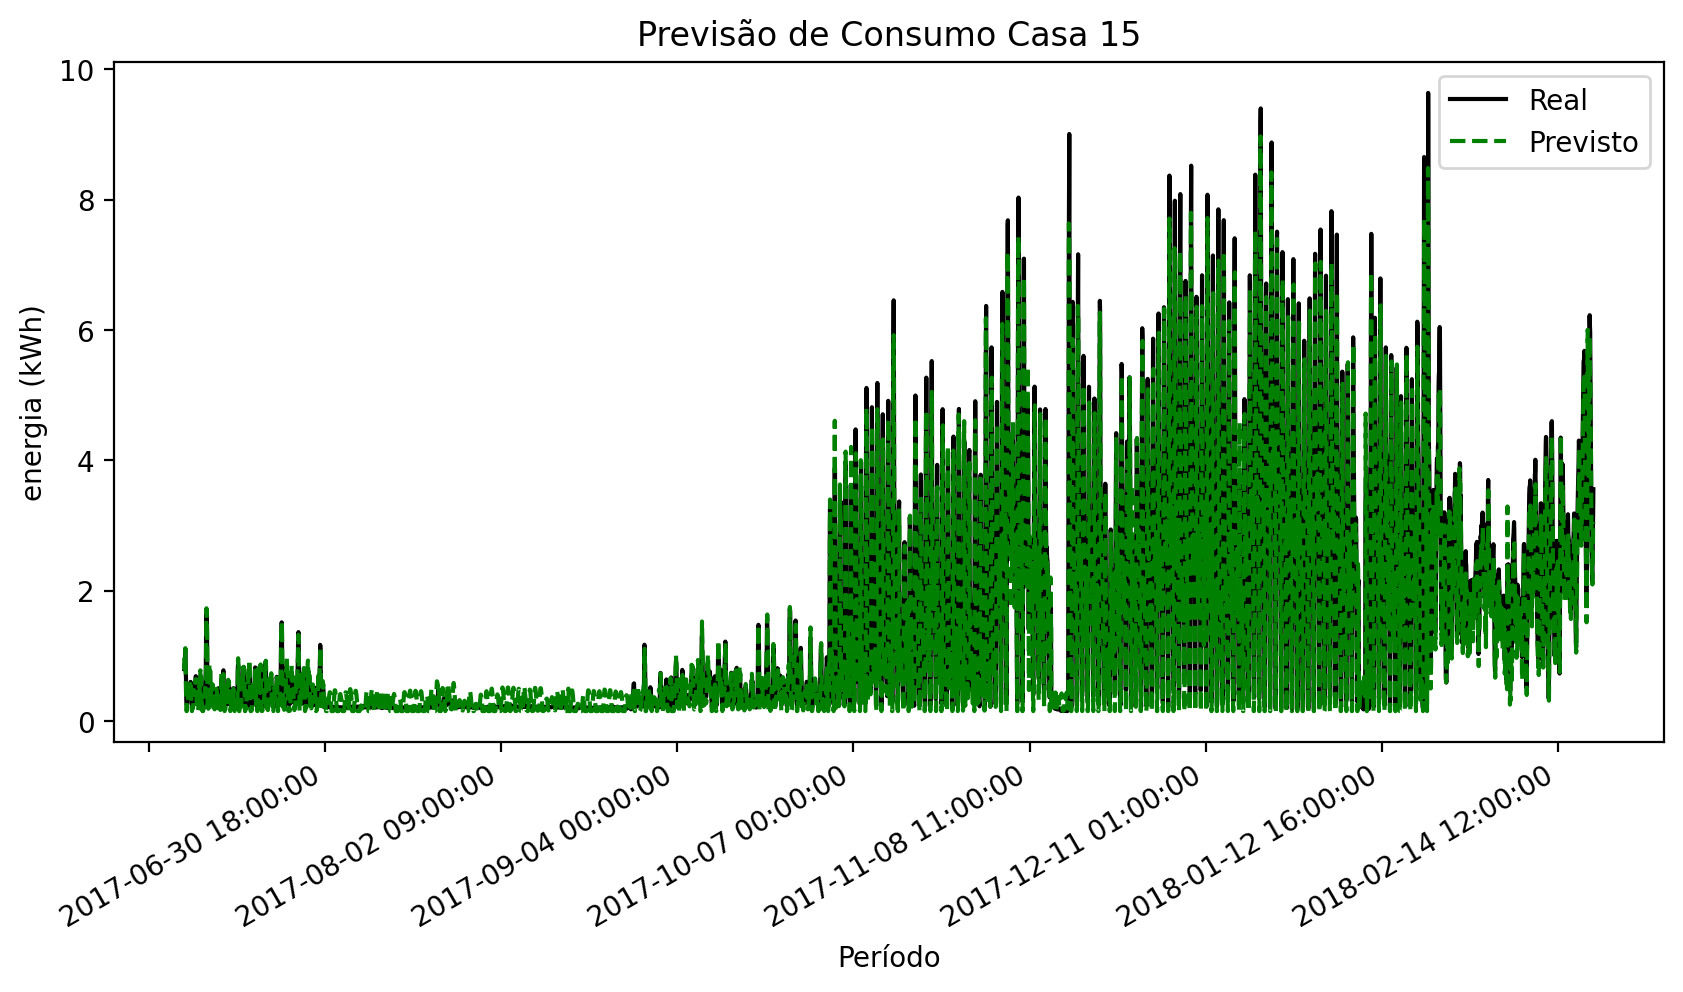 Previsão de Consumo Casa 15
Real
Previsto
energia (kWh)
10
8
6
4
2
0
2017-06-30 18:00:00
2017-08-02 09:00:00
2017-09-04 00:00:00
2017-10-07 00:00:00
2017-11-08 11:00:00
2017-12-11 01:00:00
2018-01-12 16:00:00
2018-02-14 12:00:00
Período